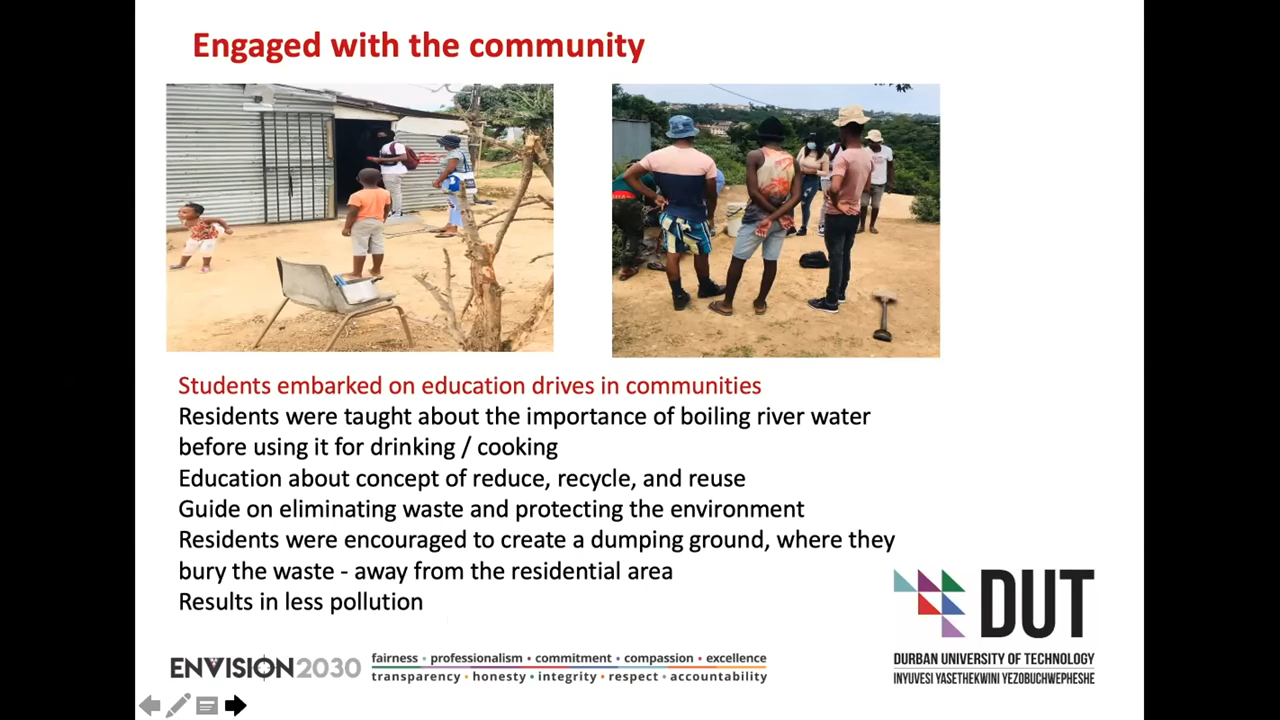 Engaged with the community
Students embarked on education drives in communities
Residents were taught about the importance of boiling river water
before using it for drinking / cooking
Education about concept of reduce, recycle, and reuse
Guide on eliminating waste and protecting the environment
Residents were encouraged to create a dumping ground, where they
bury the waste - away from the residential area
Results in less pollution
DUT
DURBAN UNIVERSITY OF TECHNOLOGY
INYUVESI YASETHEKWINI YEZOBUCHWEPHESHE
ENVISION2030
fairness • professionalism • commitment • compassion • excellence
transparency • honesty • integrity • respect • accountability